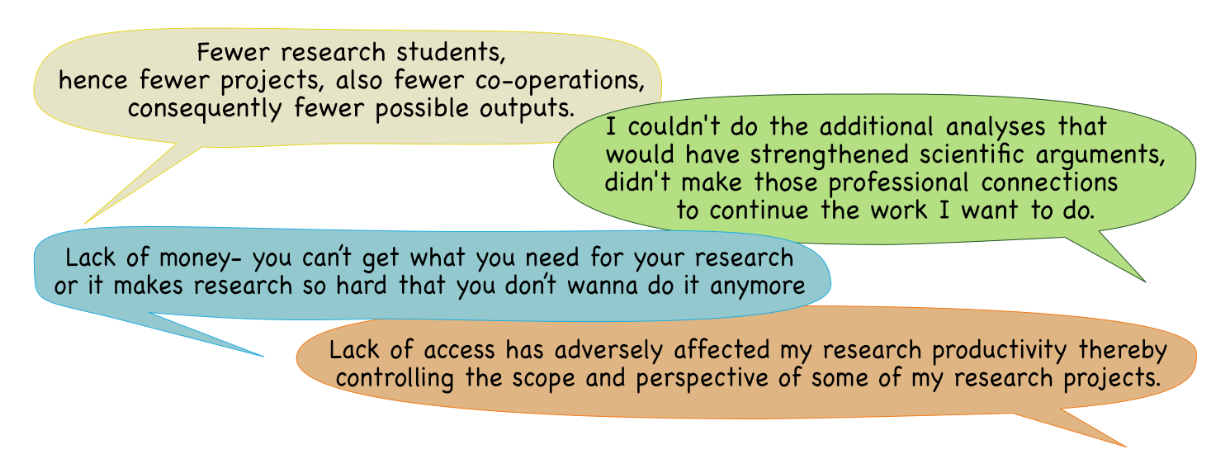 Fewer research students,
hence fewer projects, also fewer co-operations,
consequently fewer possible outputs.
I couldn't do the additional analyses that
would have strengthened scientific arguments,
didn't make those professional connections
to continue the work I want to do.
Lack of money- you can't get what you need for your research
or it makes research so hard that you don't wanna do it anymore
Lack of access has adversely affected my research productivity thereby
controlling the scope and perspective of some of my research projects.